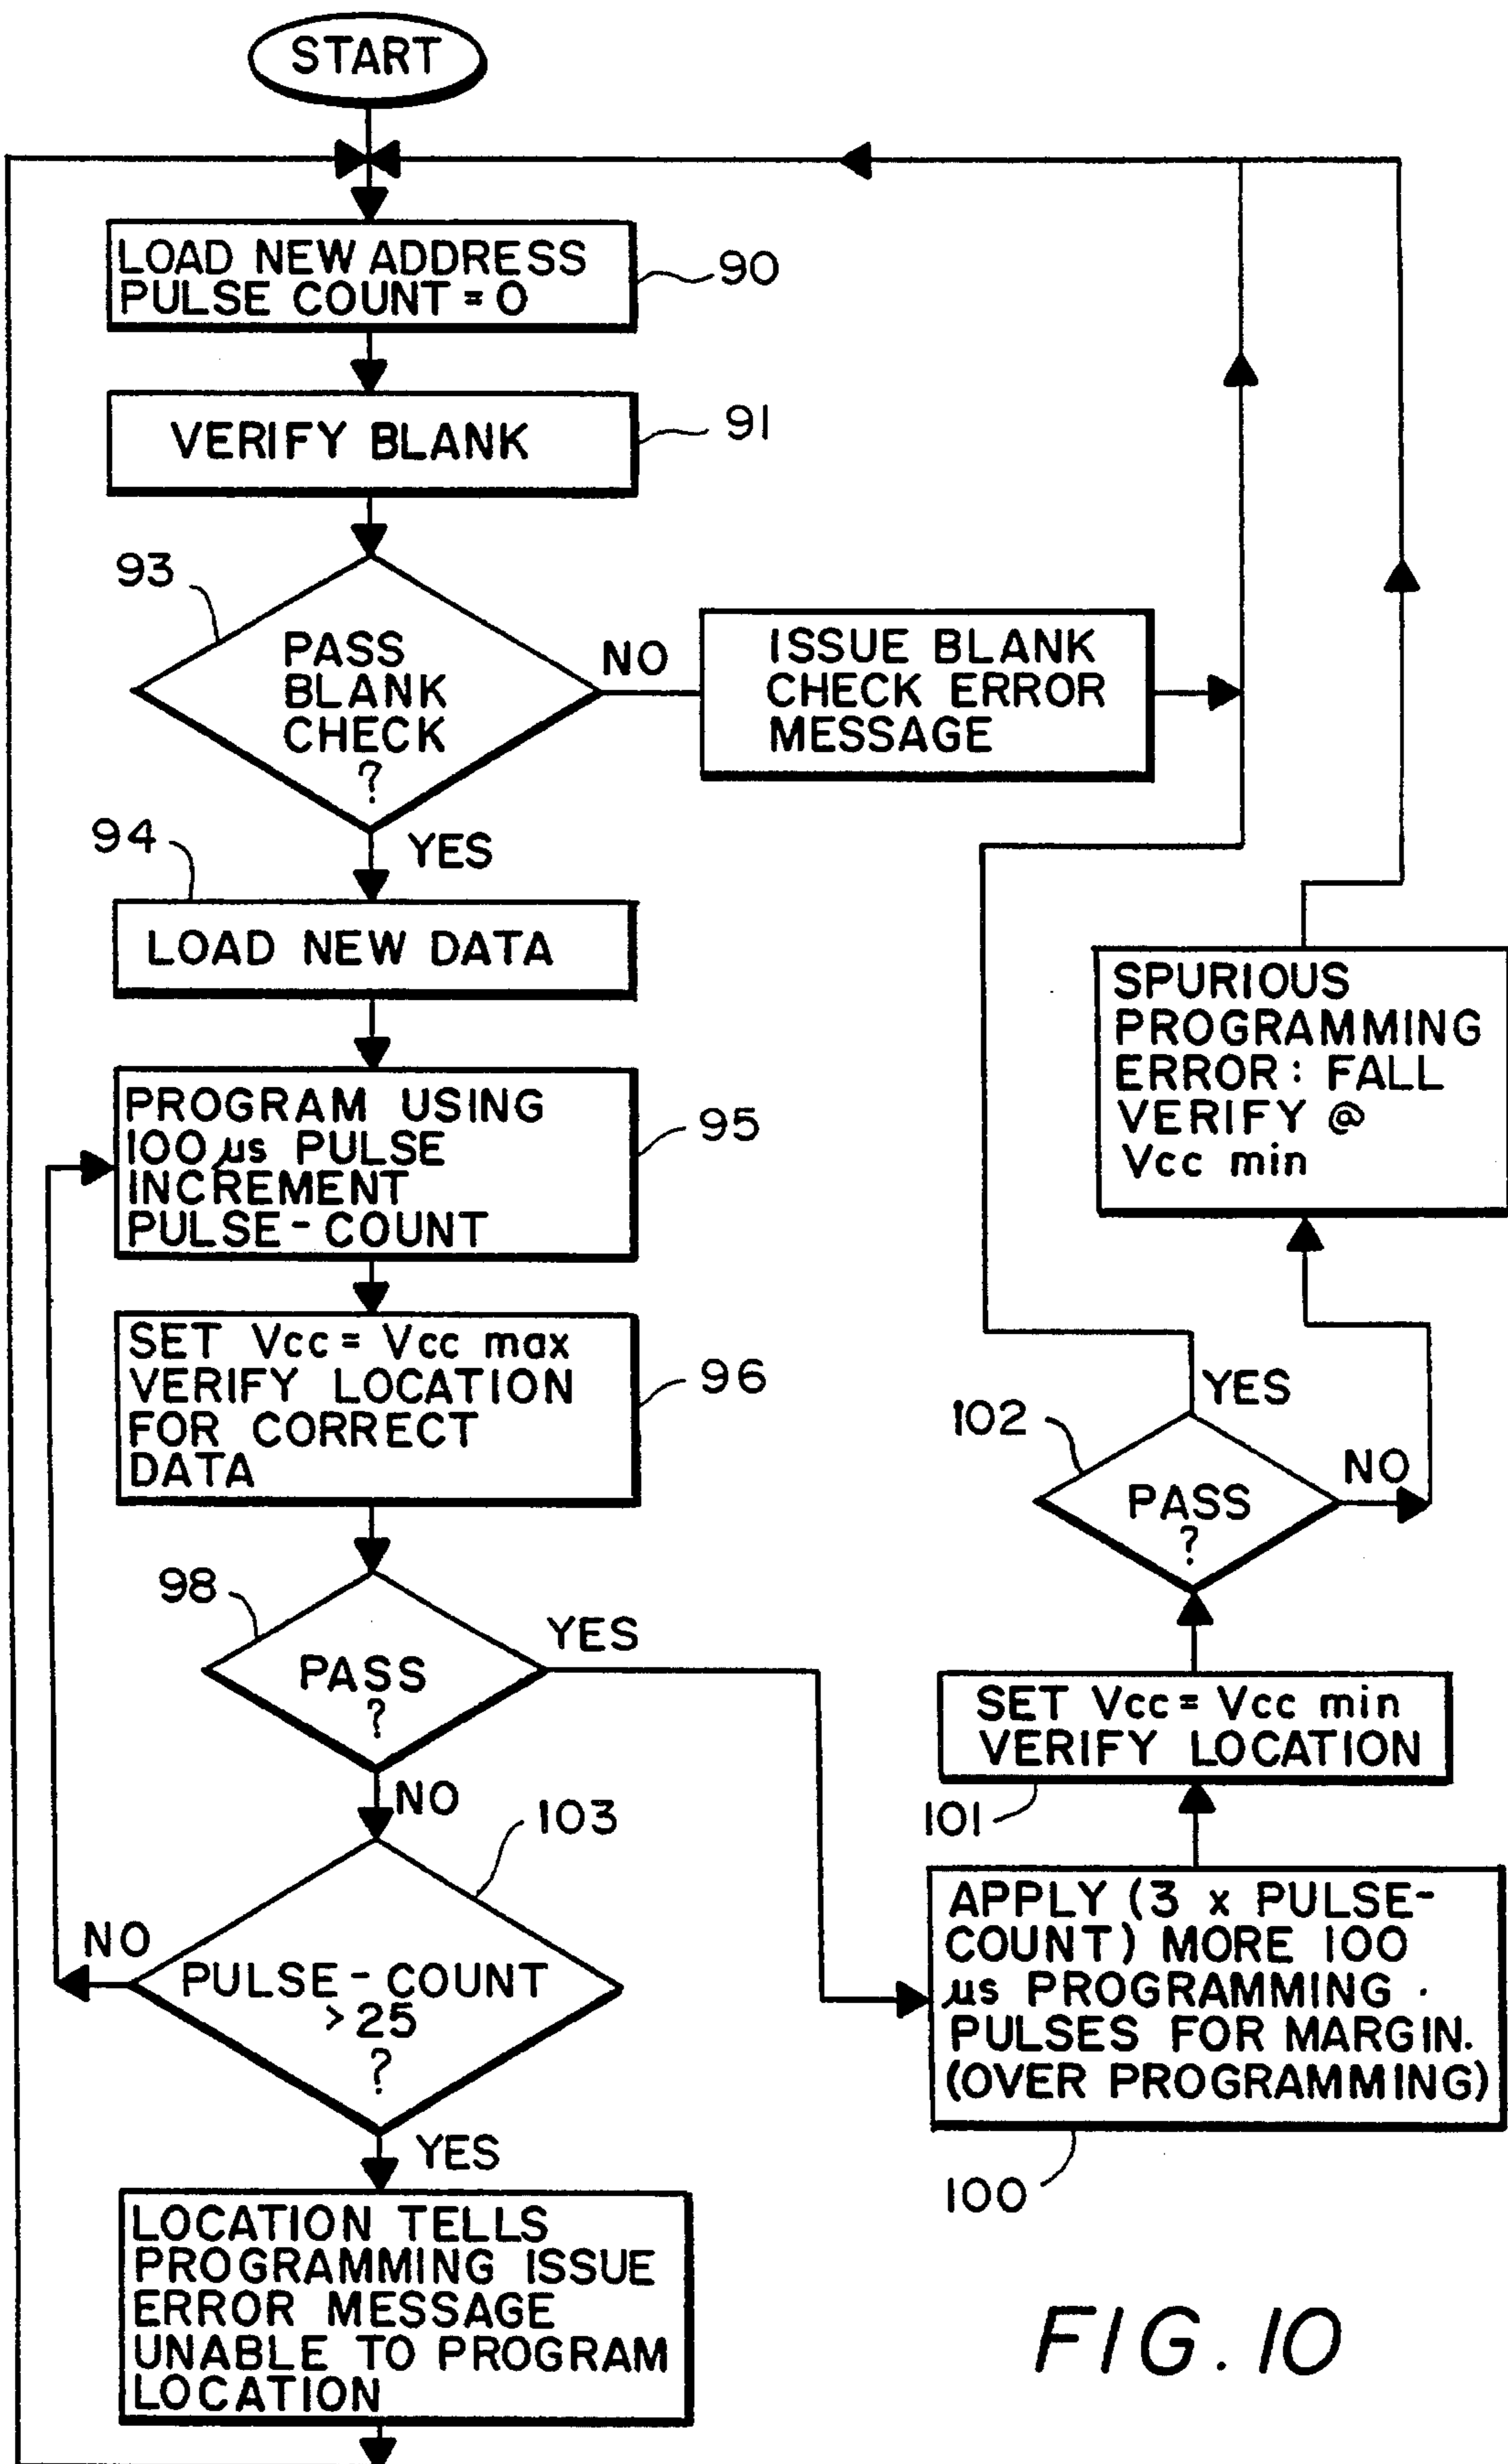 START
LOAD NEW ADDRESS
PULSE COUNT = 0
90
VERIFY BLANK
91
93
PASS
BLANK
CHECK
?
NO
ISSUE BLANK
CHECK ERROR
MESSAGE
YES
94
LOAD NEW DATA
PROGRAM USING
100 µs PULSE
INCREMENT
PULSE-COUNT
95
SET Vcc = Vcc max
VERIFY LOCATION
FOR CORRECT
DATA
96
98
PASS
?
YES
NO
103
NO
PULSE-COUNT
>25
?
YES
LOCATION TELLS
PROGRAMMING ISSUE
ERROR MESSAGE
UNABLE TO PROGRAM
LOCATION
SPURIOUS
PROGRAMMING
ERROR: FALL
VERIFY @
Vcc min
YES
102
NO
PASS
?
SET Vcc = Vcc min
VERIFY LOCATION
101
APPLY (3 x PULSE-
COUNT) MORE 100
µs PROGRAMMING
PULSES FOR MARGIN.
(OVER PROGRAMMING)
100
FIG. 10